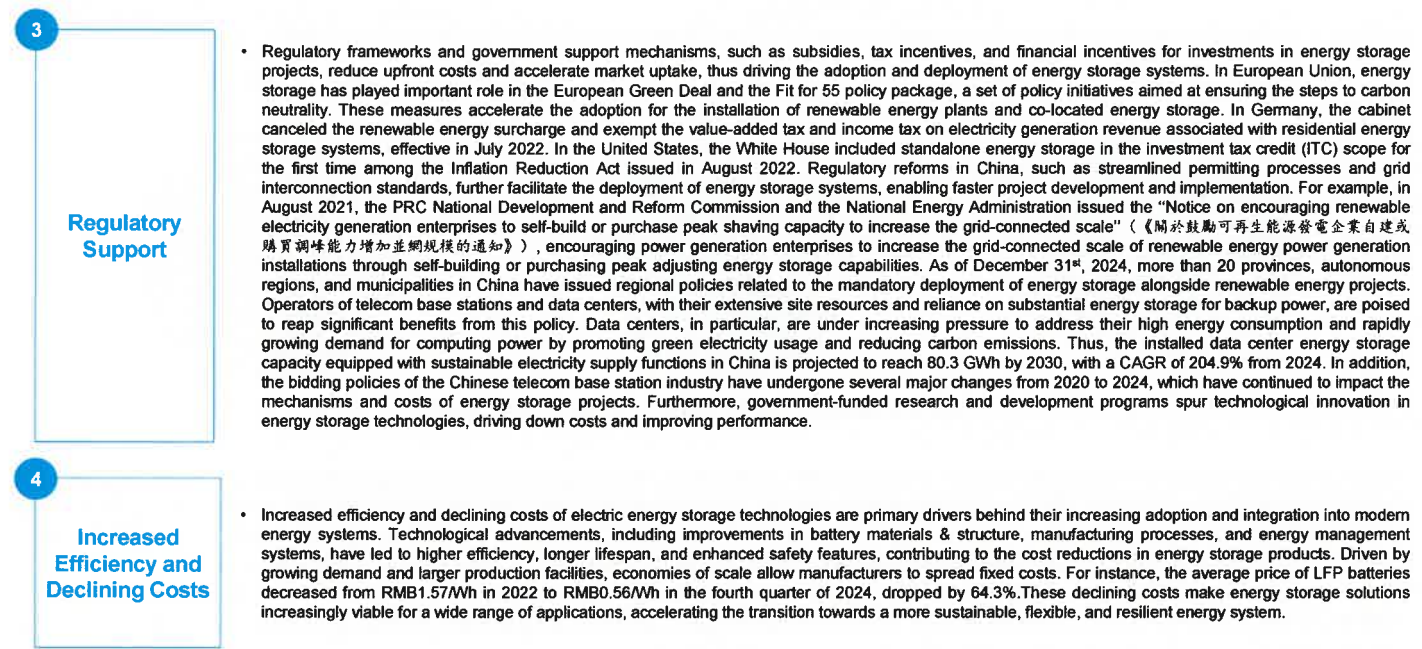 3
Regulatory
Support
• Regulatory frameworks and government support mechanisms, such as subsidies, tax incentives, and financial incentives for investments in energy storage
projects, reduce upfront costs and accelerate market uptake, thus driving the adoption and deployment of energy storage systems. In European Union, energy
storage has played important role in the European Green Deal and the Fit for 55 policy package, a set of policy initiatives aimed at ensuring the steps to carbon
neutrality. These measures accelerate the adoption for the installation of renewable energy plants and co-located energy storage. In Germany, the cabinet
canceled the renewable energy surcharge and exempt the value-added tax and income tax on electricity generation revenue associated with residential energy
storage systems, effective in July 2022. In the United States, the White House included standalone energy storage in the investment tax credit (ITC) scope for
the first time among the Inflation Reduction Act issued in August 2022. Regulatory reforms in China, such as streamlined permitting processes and grid
interconnection standards, further facilitate the deployment of energy storage systems, enabling faster project development and implementation. For example, in
August 2021, the PRC National Development and Reform Commission and the National Energy Administration issued the "Notice on encouraging renewable
electricity generation enterprises to self-build or purchase peak shaving capacity to increase the grid-connected scale"（《關於鼓勵可再生能源發電企業自建或
購買調峰能力增加並網規模的通知》）, encouraging power generation enterprises to increase the grid-connected scale of renewable energy power generation
installations through self-building or purchasing peak adjusting energy storage capabilities. As of December 31st, 2024, more than 20 provinces, autonomous
regions, and municipalities in China have issued regional policies related to the mandatory deployment of energy storage alongside renewable energy projects.
Operators of telecom base stations and data centers, with their extensive site resources and reliance on substantial energy storage for backup power, are poised
to reap significant benefits from this policy. Data centers, in particular, are under increasing pressure to address their high energy consumption and rapidly
growing demand for computing power by promoting green electricity usage and reducing carbon emissions. Thus, the installed data center energy storage
capacity equipped with sustainable electricity supply functions in China is projected to reach 80.3 GWh by 2030, with a CAGR of 204.9% from 2024. In addition,
the bidding policies of the Chinese telecom base station industry have undergone several major changes from 2020 to 2024, which have continued to impact the
mechanisms and costs of energy storage projects. Furthermore, government-funded research and development programs spur technological innovation in
energy storage technologies, driving down costs and improving performance.
4
Increased
Efficiency and
Declining Costs
• Increased efficiency and declining costs of electric energy storage technologies are primary drivers behind their increasing adoption and integration into modern
energy systems. Technological advancements, including improvements in battery materials & structure, manufacturing processes, and energy management
systems, have led to higher efficiency, longer lifespan, and enhanced safety features, contributing to the cost reductions in energy storage products. Driven by
growing demand and larger production facilities, economies of scale allow manufacturers to spread fixed costs. For instance, the average price of LFP batteries
decreased from RMB1.57/Wh in 2022 to RMB0.56/Wh in the fourth quarter of 2024, dropped by 64.3%.These declining costs make energy storage solutions
increasingly viable for a wide range of applications, accelerating the transition towards a more sustainable, flexible, and resilient energy system.